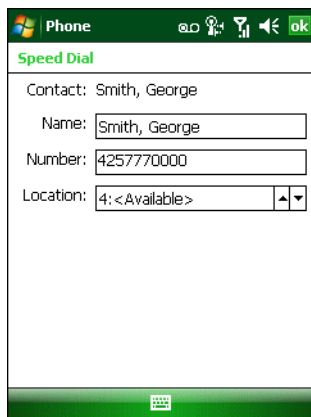 Phone ok
Speed Dial
Contact: Smith, George
Name: Smith, George
Number: 4257770000
Location: 4:<Available>